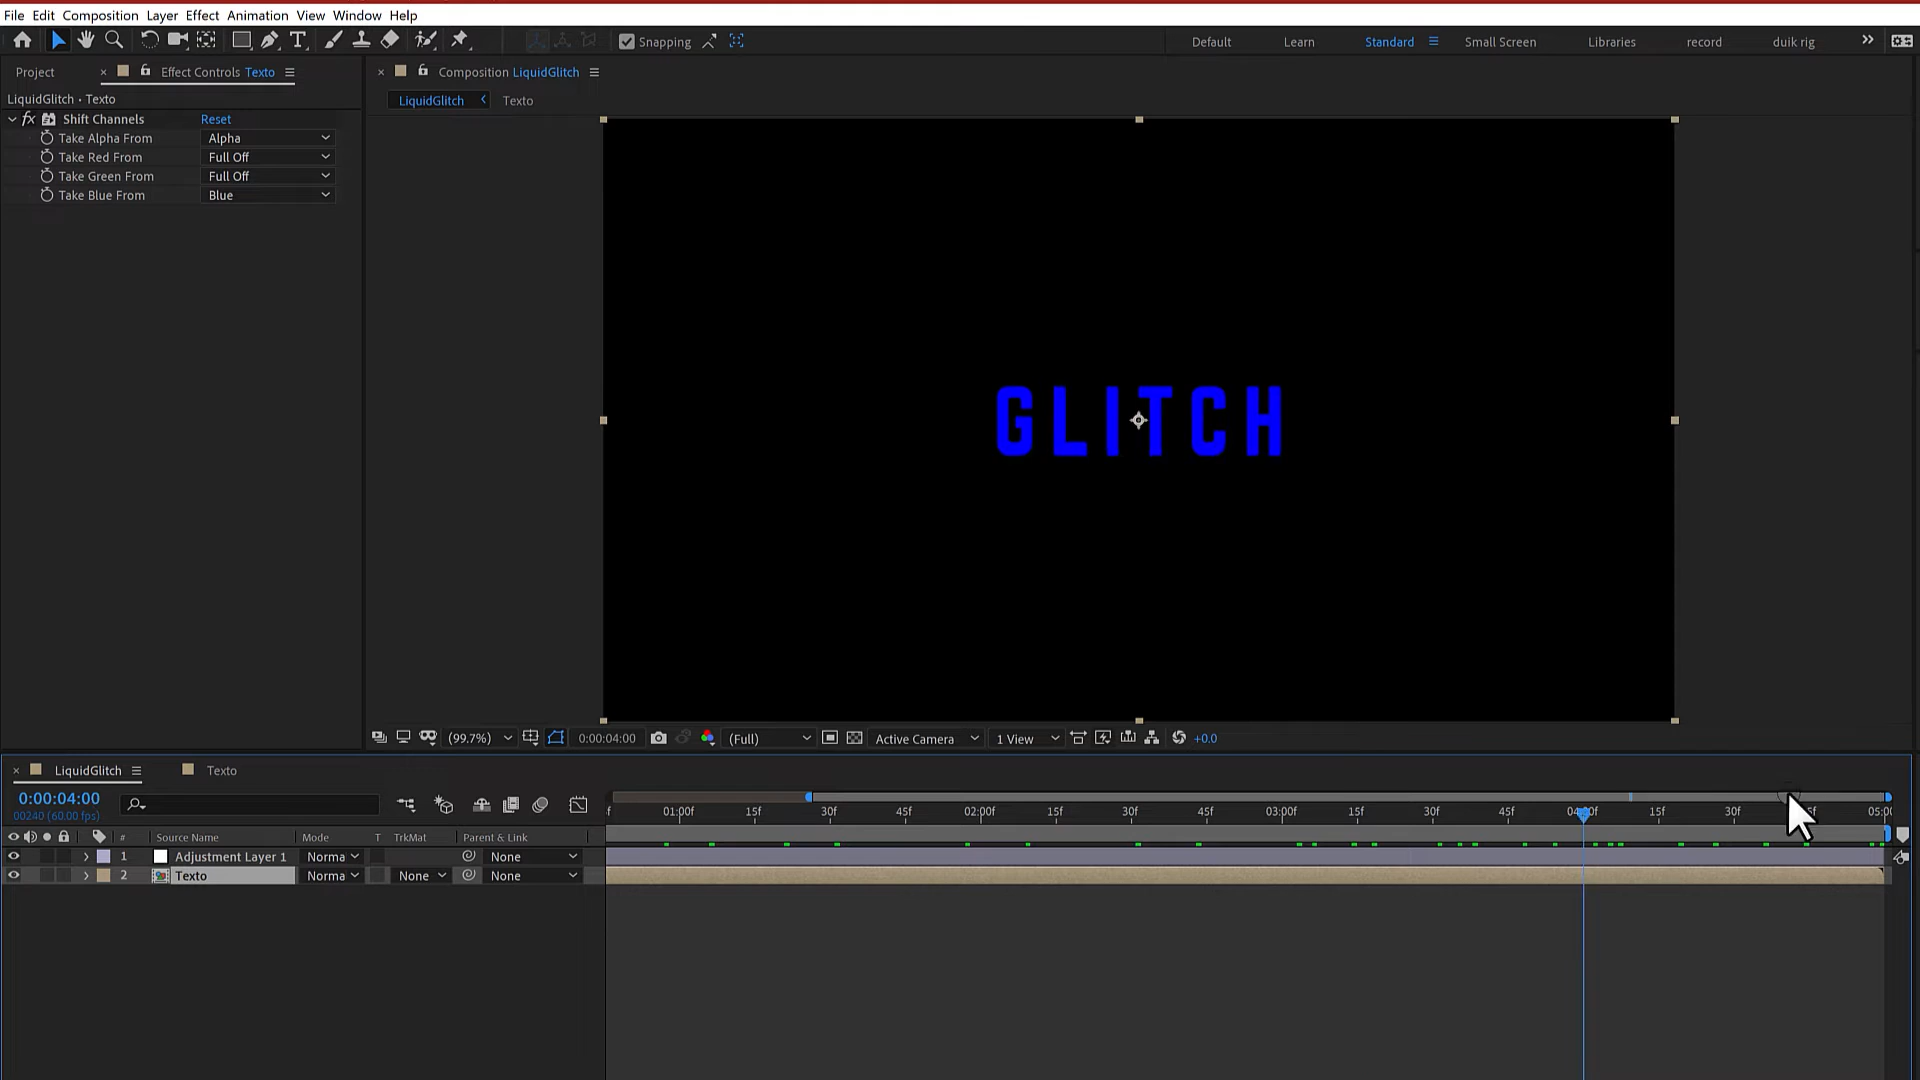 File Edit Composition Layer Effect Animation View Window Help
Snapping Default Learn Standard Small Screen Libraries record duik rig
Project Effect Controls Texto
Composition LiquidGlitch
LiquidGlitch • Texto
LiquidGlitch Texto
fx Shift Channels Reset
Take Alpha From Alpha
Take Red From Full Off
Take Green From Full Off
Take Blue From Blue
GLITCH
(99.7%) 0:00:04:00 (Full) Active Camera 1 View +0.0
LiquidGlitch Texto
0:00:04:00
00240 (60.00 fps)
f 01:00f 15f 30f 45f 02:00f 15f 30f 45f 03:00f 15f 30f 45f 04:00f 15f 30f 05:00
# Source Name Mode T TrkMat Parent & Link
1 Adjustment Layer 1 Norma None
2 Texto Norma None None